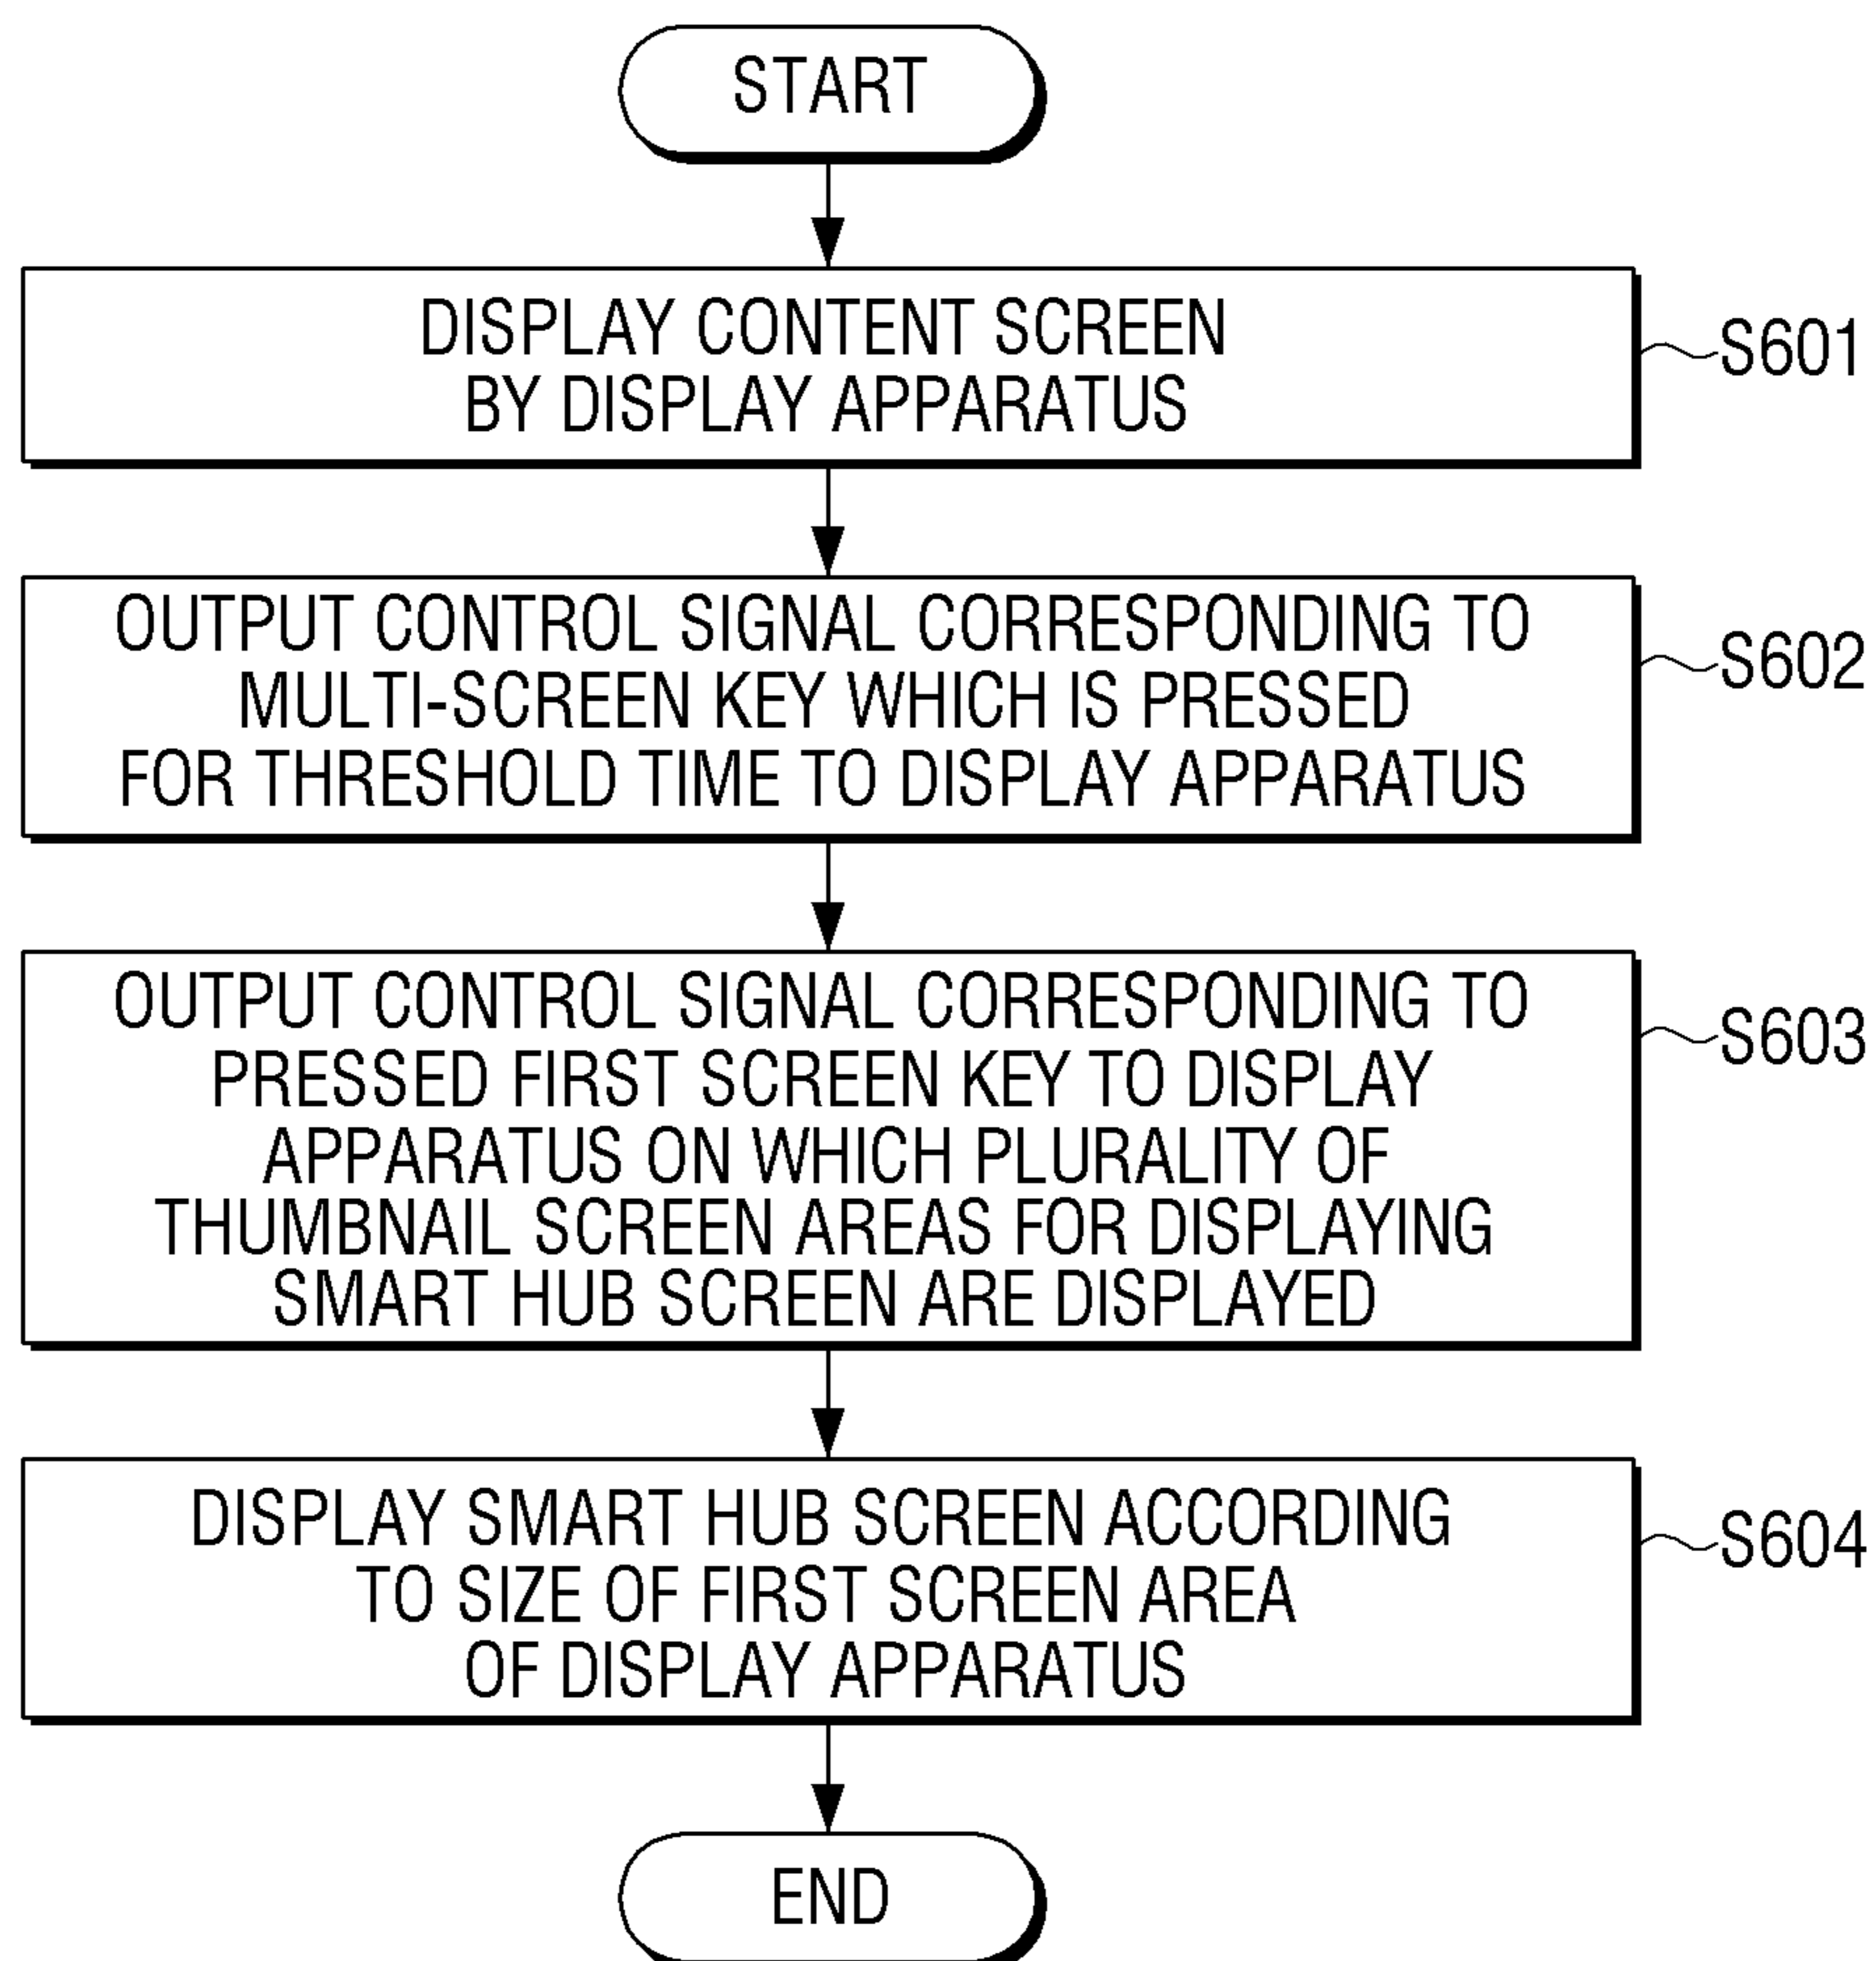 START
DISPLAY CONTENT SCREEN
BY DISPLAY APPARATUS
S601
OUTPUT CONTROL SIGNAL CORRESPONDING TO
MULTI-SCREEN KEY WHICH IS PRESSED
FOR THRESHOLD TIME TO DISPLAY APPARATUS
S602
OUTPUT CONTROL SIGNAL CORRESPONDING TO
PRESSED FIRST SCREEN KEY TO DISPLAY
APPARATUS ON WHICH PLURALITY OF
THUMBNAIL SCREEN AREAS FOR DISPLAYING
SMART HUB SCREEN ARE DISPLAYED
S603
DISPLAY SMART HUB SCREEN ACCORDING
TO SIZE OF FIRST SCREEN AREA
OF DISPLAY APPARATUS
S604
END